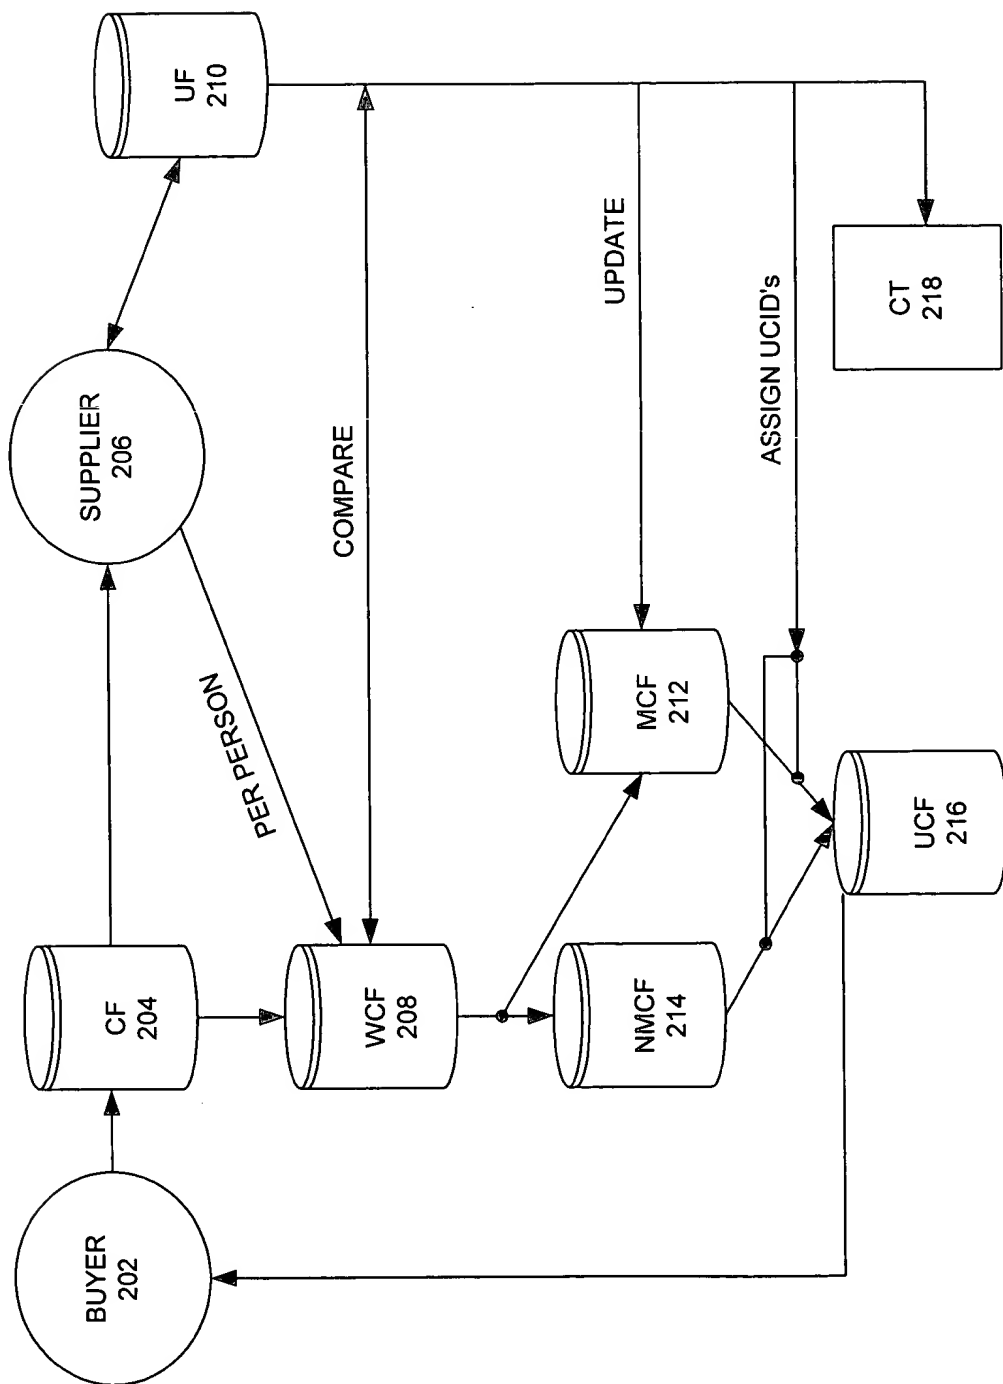 BUYER
202
CF
204
SUPPLIER
206
UF
210
PER PERSON
COMPARE
WCF
208
UPDATE
MCF
212
NMCF
214
ASSIGN UCID's
UCF
216
CT
218